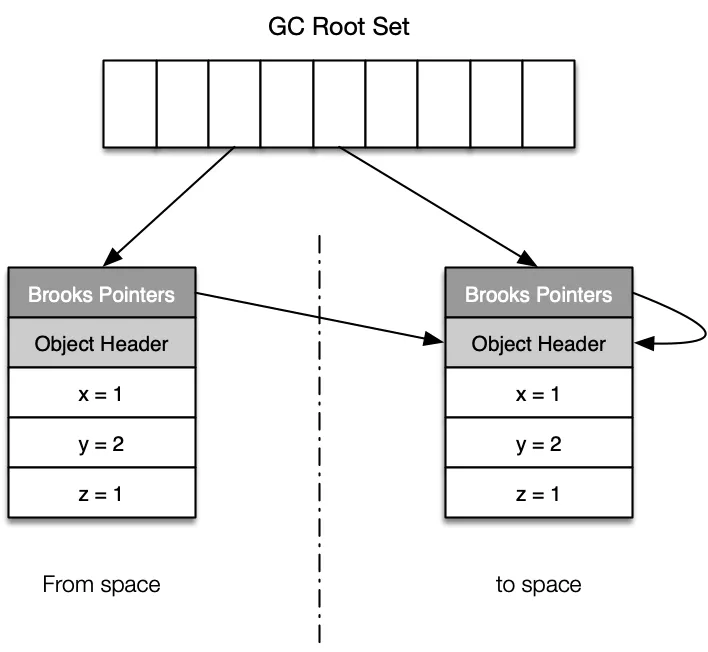 GC Root Set
Brooks Pointers
Object Header
x = 1
y = 2
z = 1
From space
Brooks Pointers
Object Header
x = 1
y = 2
z = 1
to space